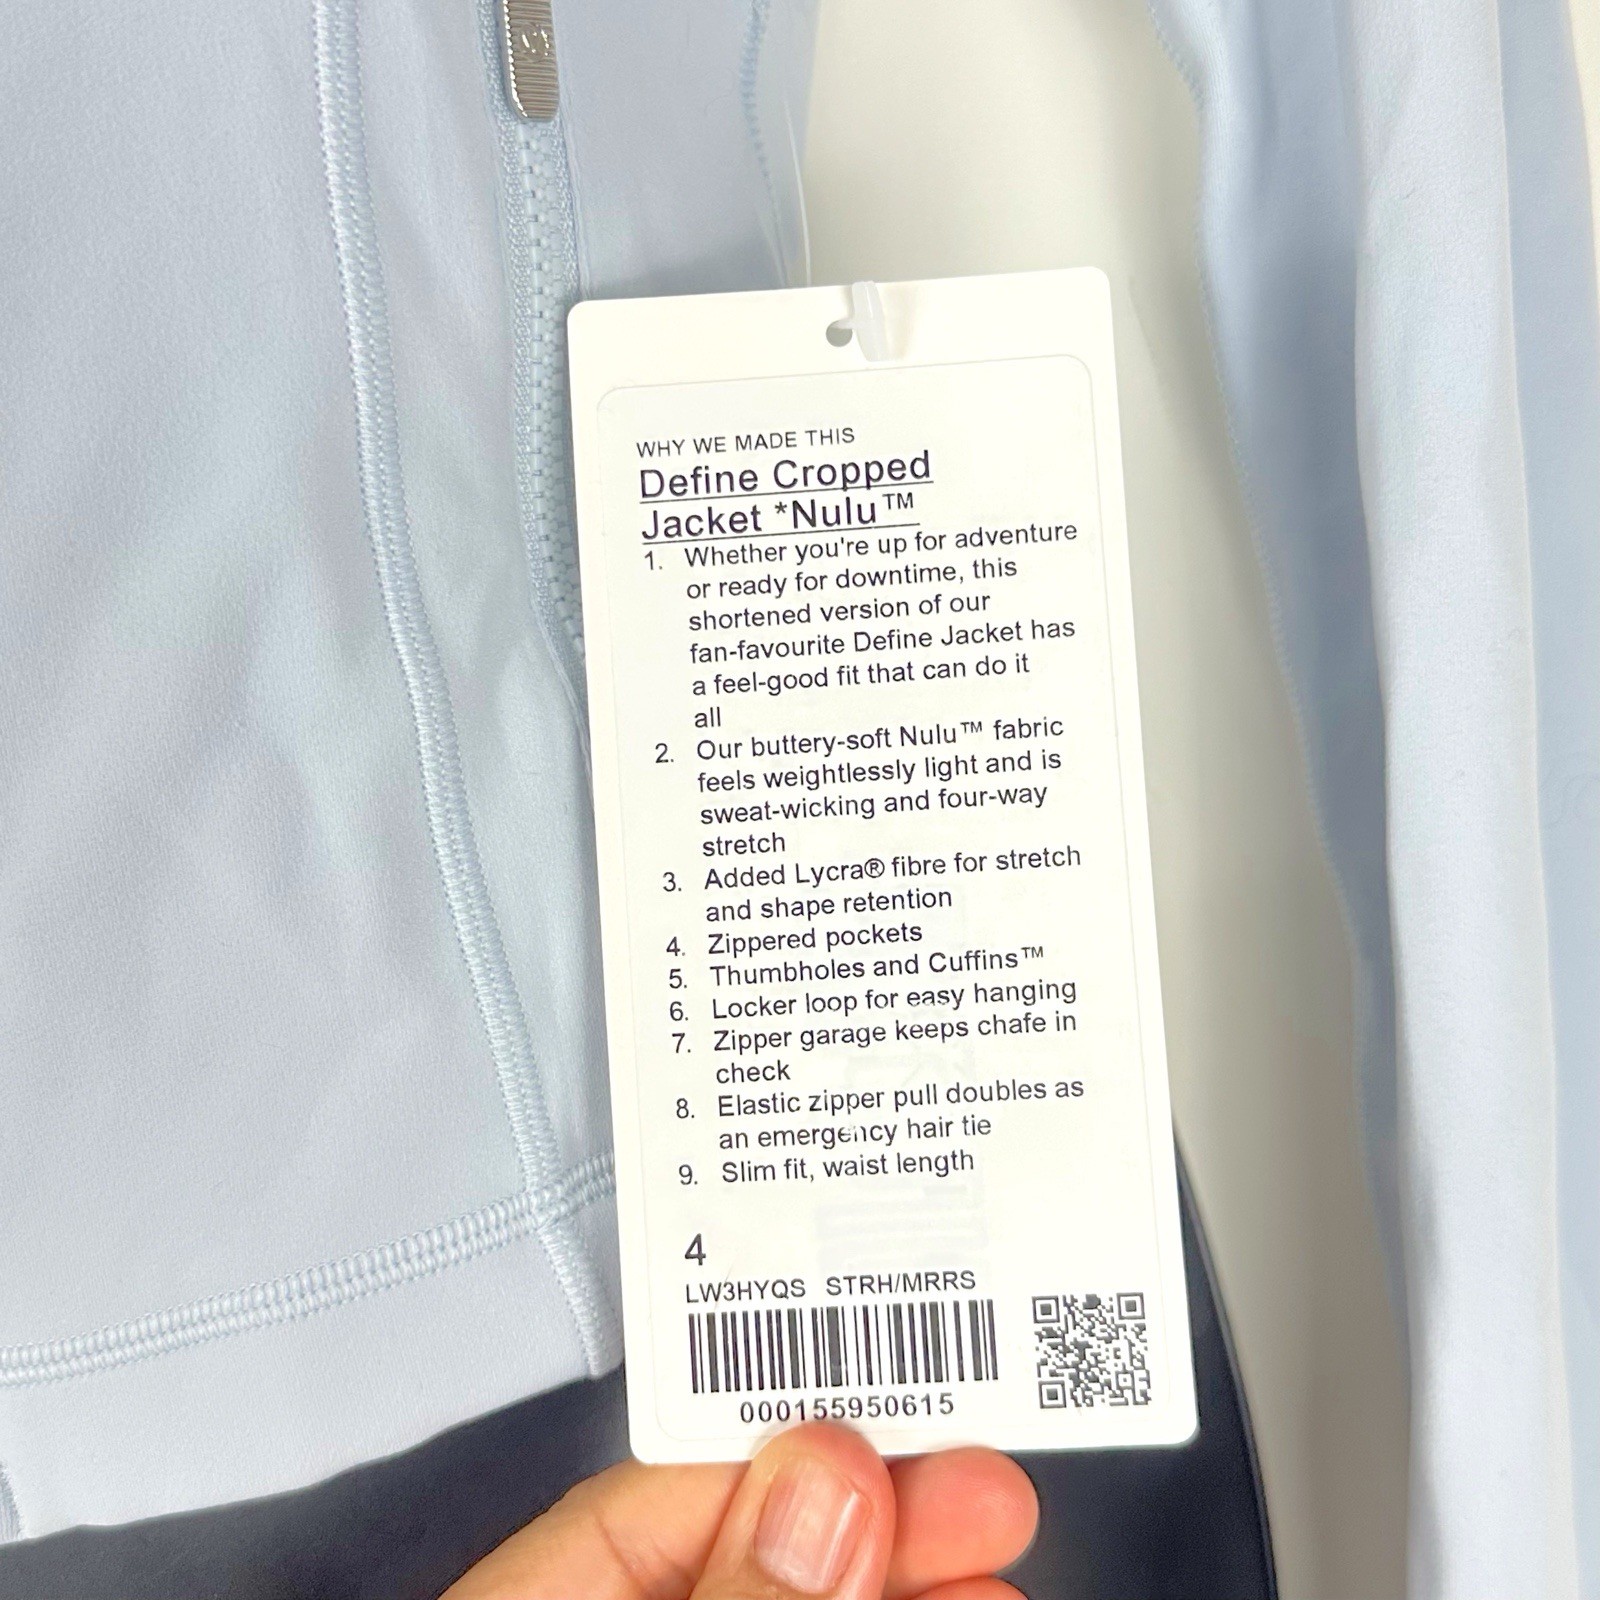 WHY WE MADE THIS
Define Cropped
Jacket *Nulu™
1. Whether you're up for adventure
or ready for downtime, this
shortened version of our
fan-favourite Define Jacket has
a feel-good fit that can do it
all
2. Our buttery-soft Nulu™ fabric
feels weightlessly light and is
sweat-wicking and four-way
stretch
3. Added Lycra® fibre for stretch
and shape retention
4. Zippered pockets
5. Thumbholes and Cuffins™
6. Locker loop for easy hanging
7. Zipper garage keeps chafe in
check
8. Elastic zipper pull doubles as
an emergency hair tie
9. Slim fit, waist length
4
LW3HYQS STRH/MRRS
000155950615